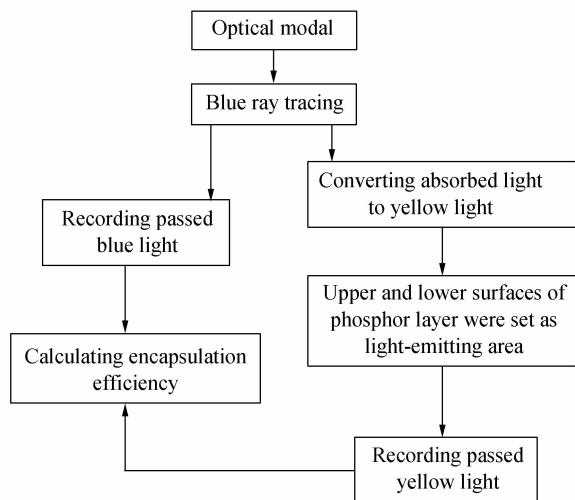 Optical modal
Blue ray tracing
Converting absorbed light
to yellow light
Recording passed
blue light
Upper and lower surfaces of
phosphor layer were set as
light-emitting area
Calculating encapsulation
efficiency
Recording passed
yellow light